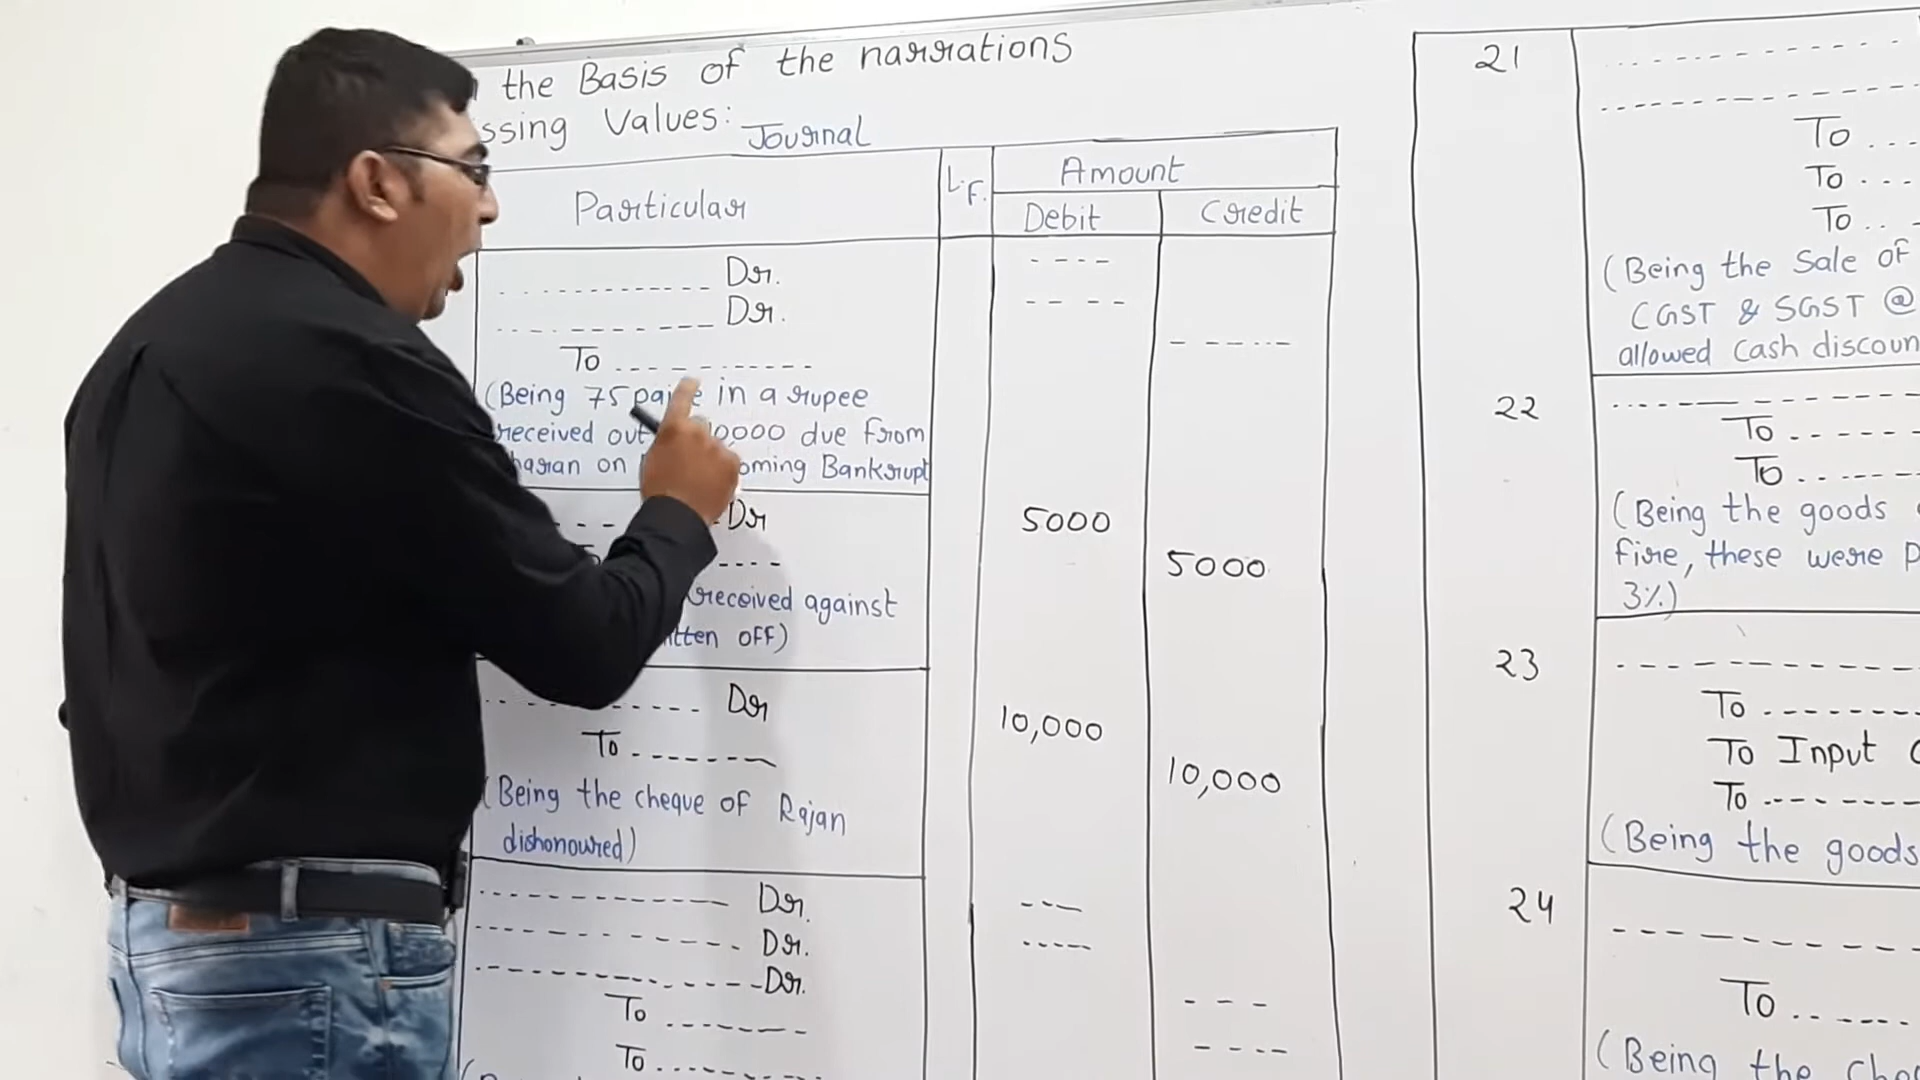 the Basis of the narrations
ssing Values:
Journal
Particular
L.F.
Amount
Debit
Credit
------------ Dr.
------------ Dr.
To ----------
(Being 75 in a rupee
received out 10,000 due from
on Bankrupt
Dr
5000
5000
received against
off)
---------- Dr
To -------
10,000
10,000
(Being the cheque of Rajan
dishonoured)
------------ Dr.
------------ Dr.
------------ Dr.
To -------
To -------
21
To ....
To ...
To ..
(Being the Sale of
CGST & SGST @
allowed Cash discoun
22
To ------
To -----
(Being the goods
fire, these were P
3%)
23
To -------
To Input
To -------
(Being the goods
24
To ------
(Being the